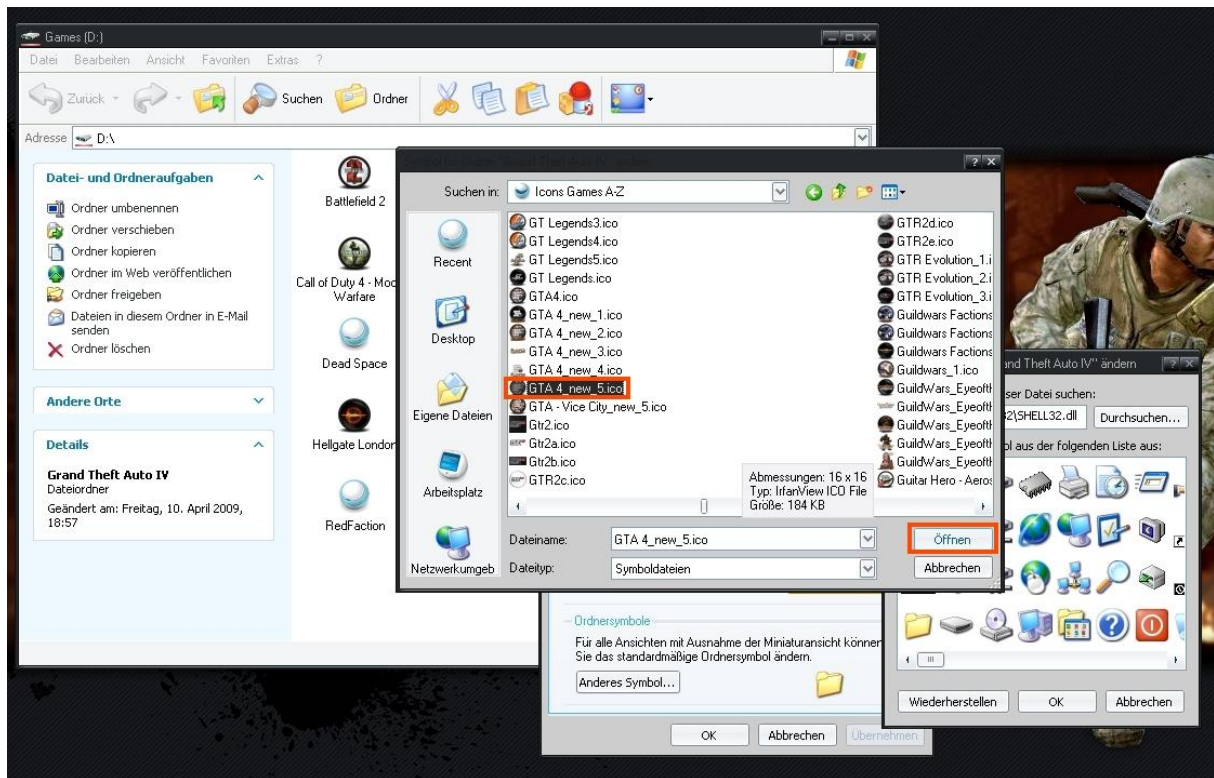 Games (D:)
Datei Bearbeiten Ansicht Favoriten Extras ?
Zurück Suchen Ordner
Adresse D:\
Datei- und Ordneraufgaben
Ordner umbenennen
Ordner verschieben
Ordner kopieren
Ordner im Web veröffentlichen
Ordner freigeben
Dateien in diesem Ordner in E-Mail
senden
Ordner löschen
Andere Orte
Details
Grand Theft Auto IV
Dateiordner
Geändert am: Freitag, 10. April 2009,
18:57
Battlefield 2
Call of Duty 4 - Mod
Warfare
Dead Space
Hellgate London
RedFaction
Suchen in: Icons Games A-Z
Recent
Desktop
Eigene Dateien
Arbeitsplatz
Netzwerkumgeb
GT Legends3.ico
GT Legends4.ico
GT Legends5.ico
GT Legends.ico
GTA4.ico
GTA 4_new_1.ico
GTA 4_new_2.ico
GTA 4_new_3.ico
GTA 4_new_4.ico
GTA 4_new_5.ico
GTA - Vice City_new_5.ico
Gtr2.ico
Gtr2a.ico
Gtr2b.ico
GTR2c.ico
GTR2d.ico
GTR2e.ico
GTR Evolution_1.i
GTR Evolution_2.i
GTR Evolution_3.i
Guildwars Factions
Guildwars Factions
Guildwars Factions
Guildwars_1.ico
GuildWars_Eyeofth
GuildWars_Eyeofth
GuildWars_Eyeofth
GuildWars_Eyeofth
GuildWars_Eyeofth
Guitar Hero - Aeros
Abmessungen: 16 x 16
Typ: IrfanView ICO File
Größe: 184 KB
Dateiname: GTA 4_new_5.ico Öffnen
Dateityp: Symboldateien Abbrechen
Ordnersymbole
Für alle Ansichten mit Ausnahme der Miniaturansicht können
Sie das standardmäßige Ordnersymbol ändern.
Anderes Symbol...
OK Abbrechen Übernehmen
and Theft Auto IV" ändern
ser Datei suchen:
32\SHELL32.dll Durchsuchen...
ol aus der folgenden Liste aus:
Wiederherstellen OK Abbrechen